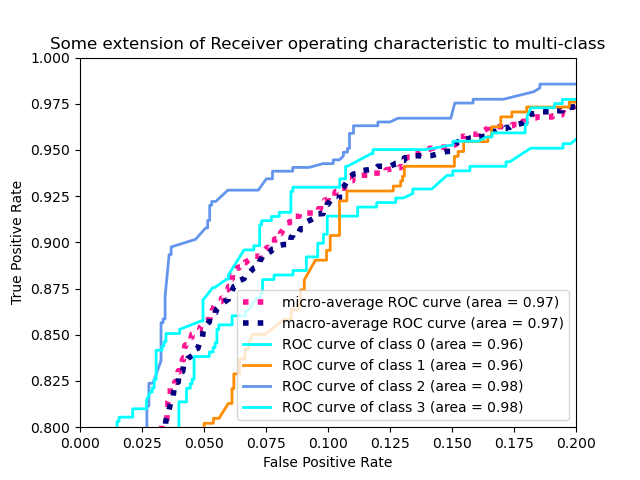 Some extension of Receiver operating characteristic to multi-class
1.000
0.975
0.950
0.925
0.900
0.875
0.850
0.825
0.800
True Positive Rate
micro-average ROC curve (area = 0.97)
macro-average ROC curve (area = 0.97)
ROC curve of class 0 (area = 0.96)
ROC curve of class 1 (area = 0.96)
ROC curve of class 2 (area = 0.98)
ROC curve of class 3 (area = 0.98)
0.000 0.025 0.050 0.075 0.100 0.125 0.150 0.175 0.200
False Positive Rate